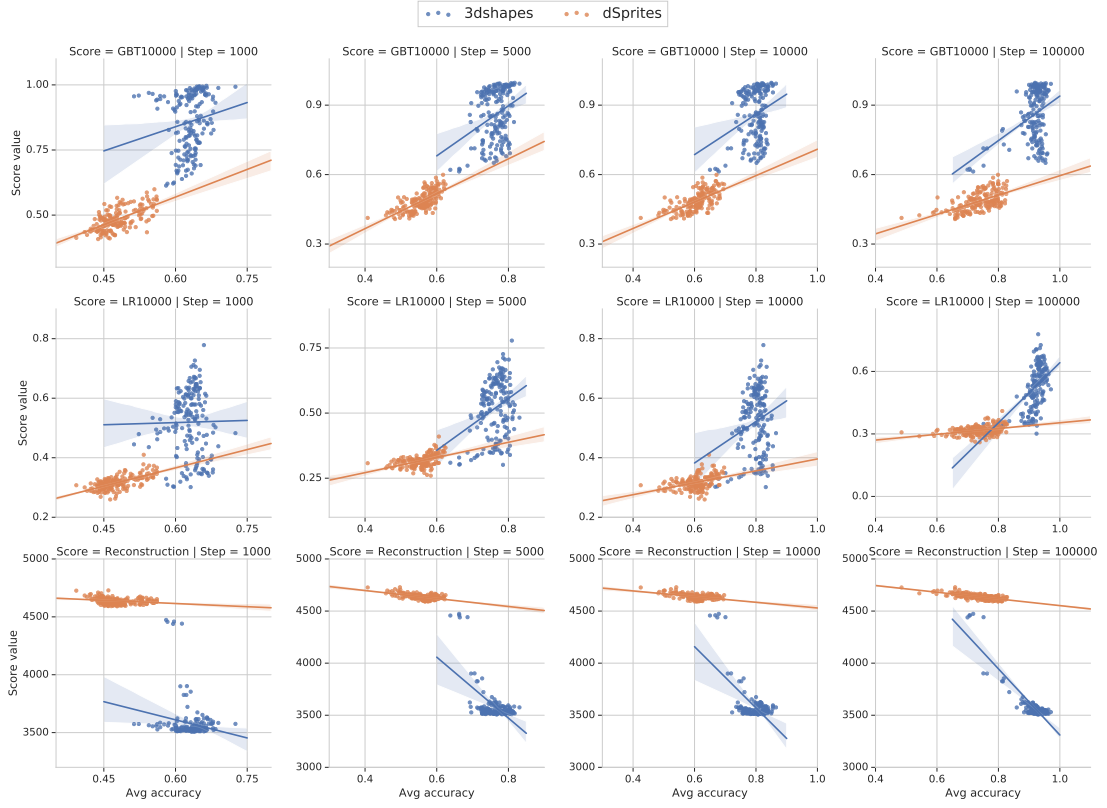 3dshapes dSprites
Score = GBT10000 | Step = 1000
Score = GBT10000 | Step = 5000
Score = GBT10000 | Step = 10000
Score = GBT10000 | Step = 100000
Score value
1.00
0.75
0.50
0.9
0.6
0.3
0.9
0.6
0.3
0.9
0.6
0.3
0.45 0.60 0.75
0.4 0.6 0.8
0.4 0.6 0.8 1.0
0.4 0.6 0.8 1.0
Score = LR10000 | Step = 1000
Score = LR10000 | Step = 5000
Score = LR10000 | Step = 10000
Score = LR10000 | Step = 100000
Score value
0.8
0.6
0.4
0.2
0.75
0.50
0.25
0.8
0.6
0.4
0.2
0.6
0.3
0.0
0.45 0.60 0.75
0.4 0.6 0.8
0.4 0.6 0.8 1.0
0.4 0.6 0.8 1.0
Score = Reconstruction | Step = 1000
Score = Reconstruction | Step = 5000
Score = Reconstruction | Step = 10000
Score = Reconstruction | Step = 100000
Score value
5000
4500
4000
3500
5000
4500
4000
3500
3000
5000
4500
4000
3500
3000
5000
4500
4000
3500
3000
0.45 0.60 0.75
0.4 0.6 0.8
0.4 0.6 0.8 1.0
0.4 0.6 0.8 1.0
Avg accuracy
Avg accuracy
Avg accuracy
Avg accuracy